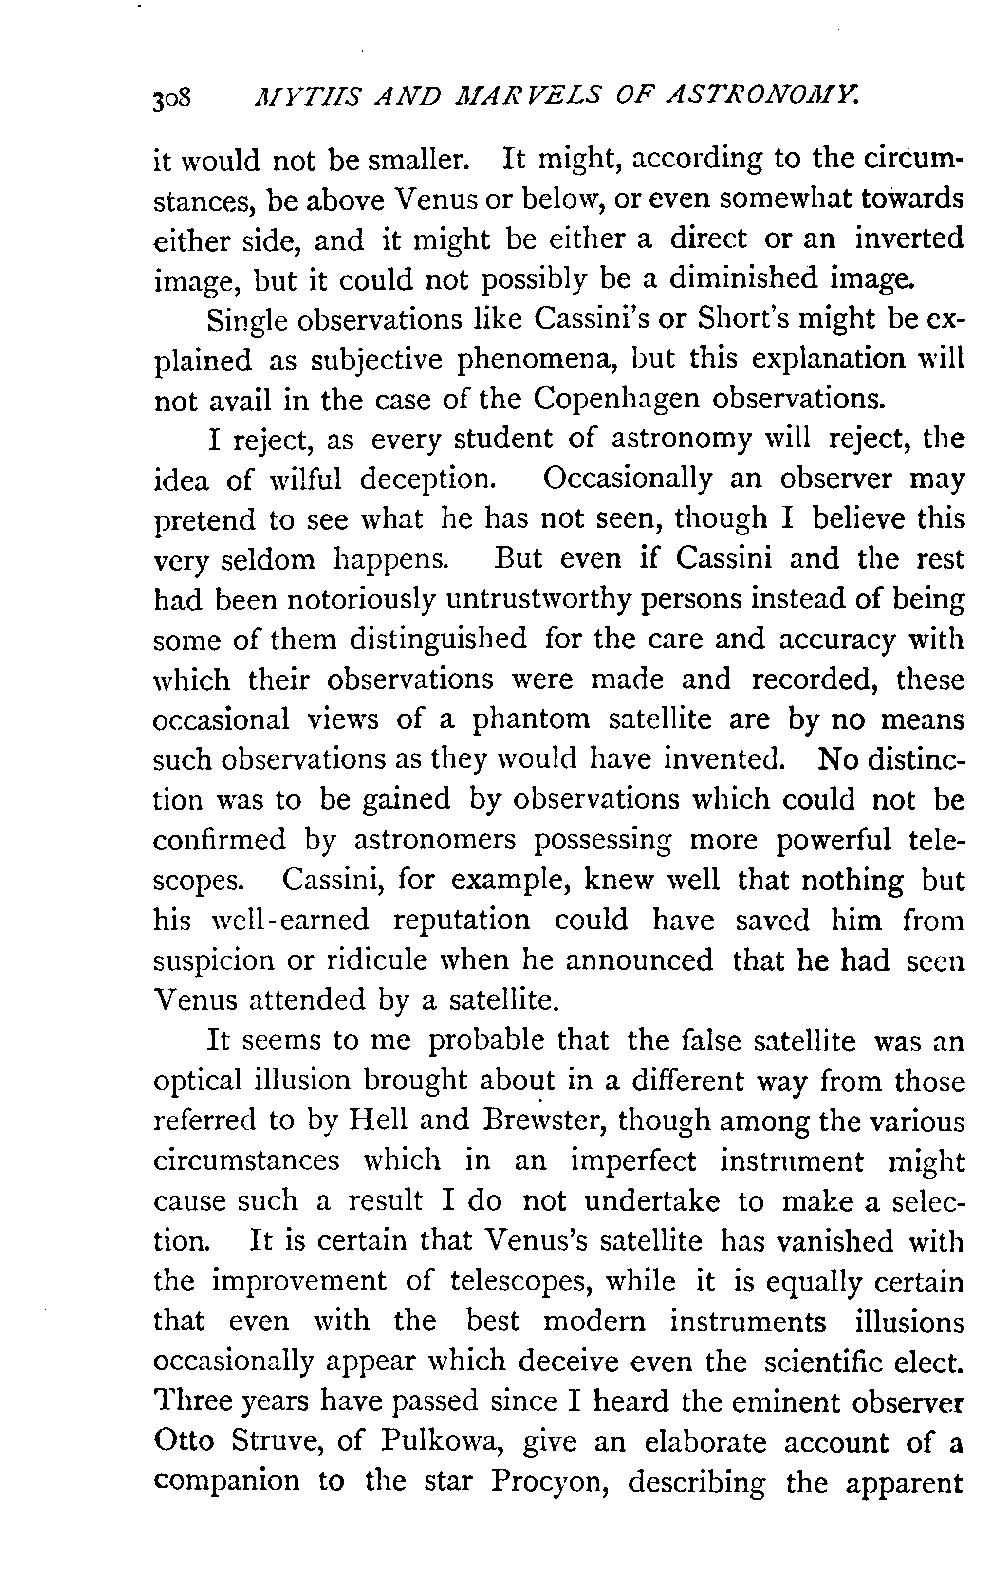 308 MYTHS AND MARVELS OF ASTRONOMY.
it would not be smaller. It might, according to the circum-
stances, be above Venus or below, or even somewhat towards
either side, and it might be either a direct or an inverted
image, but it could not possibly be a diminished image.
Single observations like Cassini's or Short's might be ex-
plained as subjective phenomena, but this explanation will
not avail in the case of the Copenhagen observations.
I reject, as every student of astronomy will reject, the
idea of wilful deception. Occasionally an observer may
pretend to see what he has not seen, though I believe this
very seldom happens. But even if Cassini and the rest
had been notoriously untrustworthy persons instead of being
some of them distinguished for the care and accuracy with
which their observations were made and recorded, these
occasional views of a phantom satellite are by no means
such observations as they would have invented. No distinc-
tion was to be gained by observations which could not be
confirmed by astronomers possessing more powerful tele-
scopes. Cassini, for example, knew well that nothing but
his well-earned reputation could have saved him from
suspicion or ridicule when he announced that he had seen
Venus attended by a satellite.
It seems to me probable that the false satellite was an
optical illusion brought about in a different way from those
referred to by Hell and Brewster, though among the various
circumstances which in an imperfect instrument might
cause such a result I do not undertake to make a selec-
tion. It is certain that Venus's satellite has vanished with
the improvement of telescopes, while it is equally certain
that even with the best modern instruments illusions
occasionally appear which deceive even the scientific elect.
Three years have passed since I heard the eminent observer
Otto Struve, of Pulkowa, give an elaborate account of a
companion to the star Procyon, describing the apparent